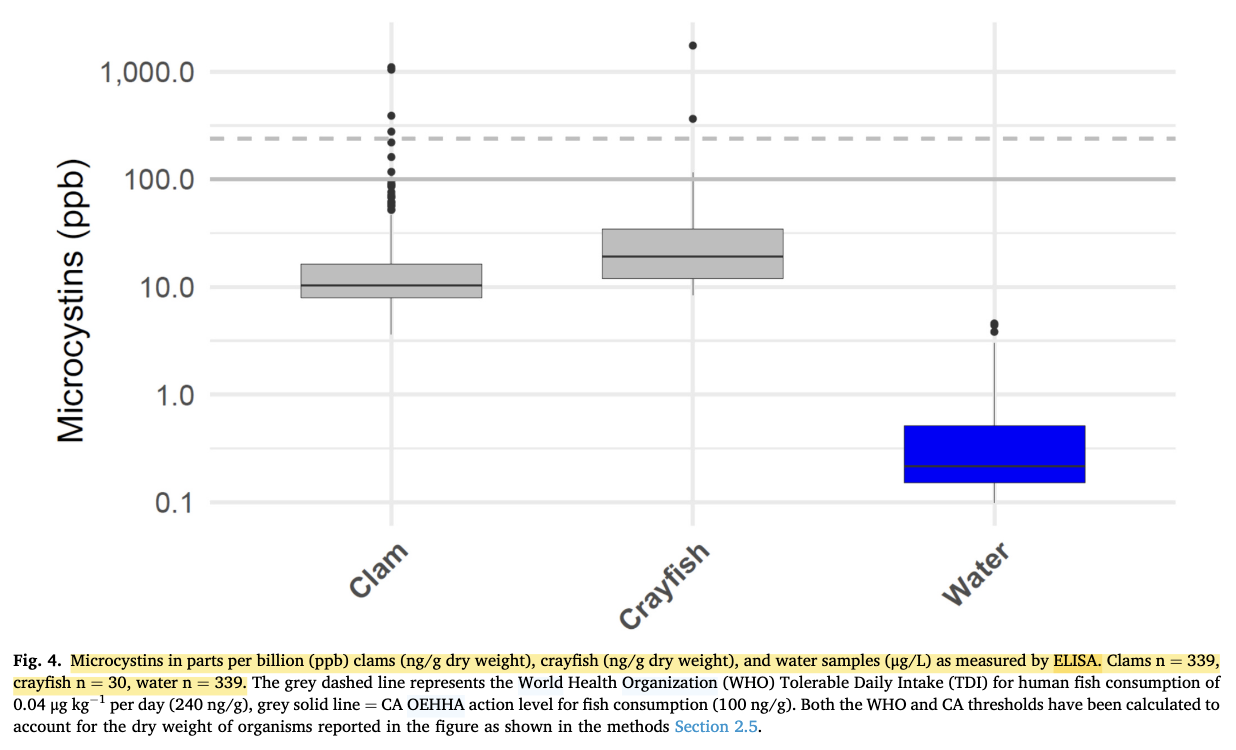 1,000.0
100.0
10.0
1.0
0.1
Microcystins (ppb)
Clam
Crayfish
Water
Fig. 4. Microcystins in parts per billion (ppb) clams (ng/g dry weight), crayfish (ng/g dry weight), and water samples (μg/L) as measured by ELISA. Clams n = 339,
crayfish n = 30, water n = 339. The grey dashed line represents the World Health Organization (WHO) Tolerable Daily Intake (TDI) for human fish consumption of
0.04 μg kg⁻¹ per day (240 ng/g), grey solid line = CA OEHHA action level for fish consumption (100 ng/g). Both the WHO and CA thresholds have been calculated to
account for the dry weight of organisms reported in the figure as shown in the methods Section 2.5.